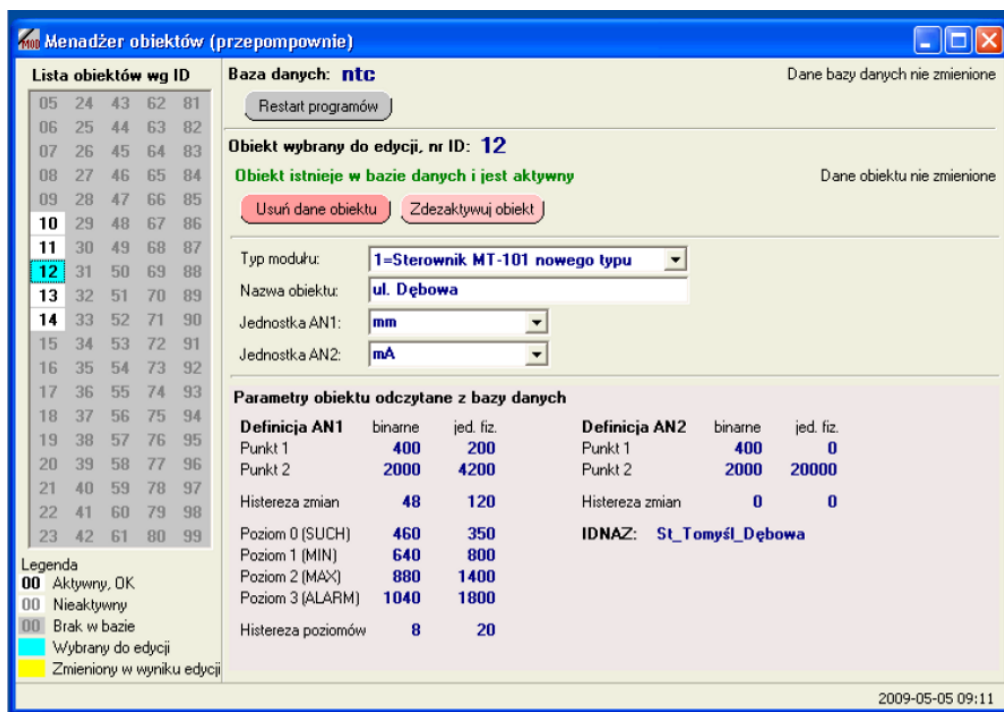 MOD Menadżer obiektów (przepompownie)
Lista obiektów wg ID
05 24 43 62 81
06 25 44 63 82
07 26 45 64 83
08 27 46 65 84
09 28 47 66 85
10 29 48 67 86
11 30 49 68 87
12 31 50 69 88
13 32 51 70 89
14 33 52 71 90
15 34 53 72 91
16 35 54 73 92
17 36 55 74 93
18 37 56 75 94
19 38 57 76 95
20 39 58 77 96
21 40 59 78 97
22 41 60 79 98
23 42 61 80 99
Legenda
00 Aktywny, OK
00 Nieaktywny
00 Brak w bazie
Wybrany do edycji
Zmieniony w wyniku edycji
Baza danych: ntc
Dane bazy danych nie zmienione
Restart programów
Obiekt wybrany do edycji, nr ID: 12
Obiekt istnieje w bazie danych i jest aktywny
Dane obiektu nie zmienione
Usuń dane obiektu Zdezaktywuj obiekt
Typ modułu: 1=Sterownik MT-101 nowego typu
Nazwa obiektu: ul. Dębowa
Jednostka AN1: mm
Jednostka AN2: mA
Parametry obiektu odczytane z bazy danych
Definicja AN1 binarne jed. fiz.
Punkt 1 400 200
Punkt 2 2000 4200
Histereza zmian 48 120
Poziom 0 (SUCH) 460 350
Poziom 1 (MIN) 640 800
Poziom 2 (MAX) 880 1400
Poziom 3 (ALARM) 1040 1800
Histereza poziomów 8 20
Definicja AN2 binarne jed. fiz.
Punkt 1 400 0
Punkt 2 2000 20000
Histereza zmian 0 0
IDNAZ: St_Tomyśl_Dębowa
2009-05-05 09:11